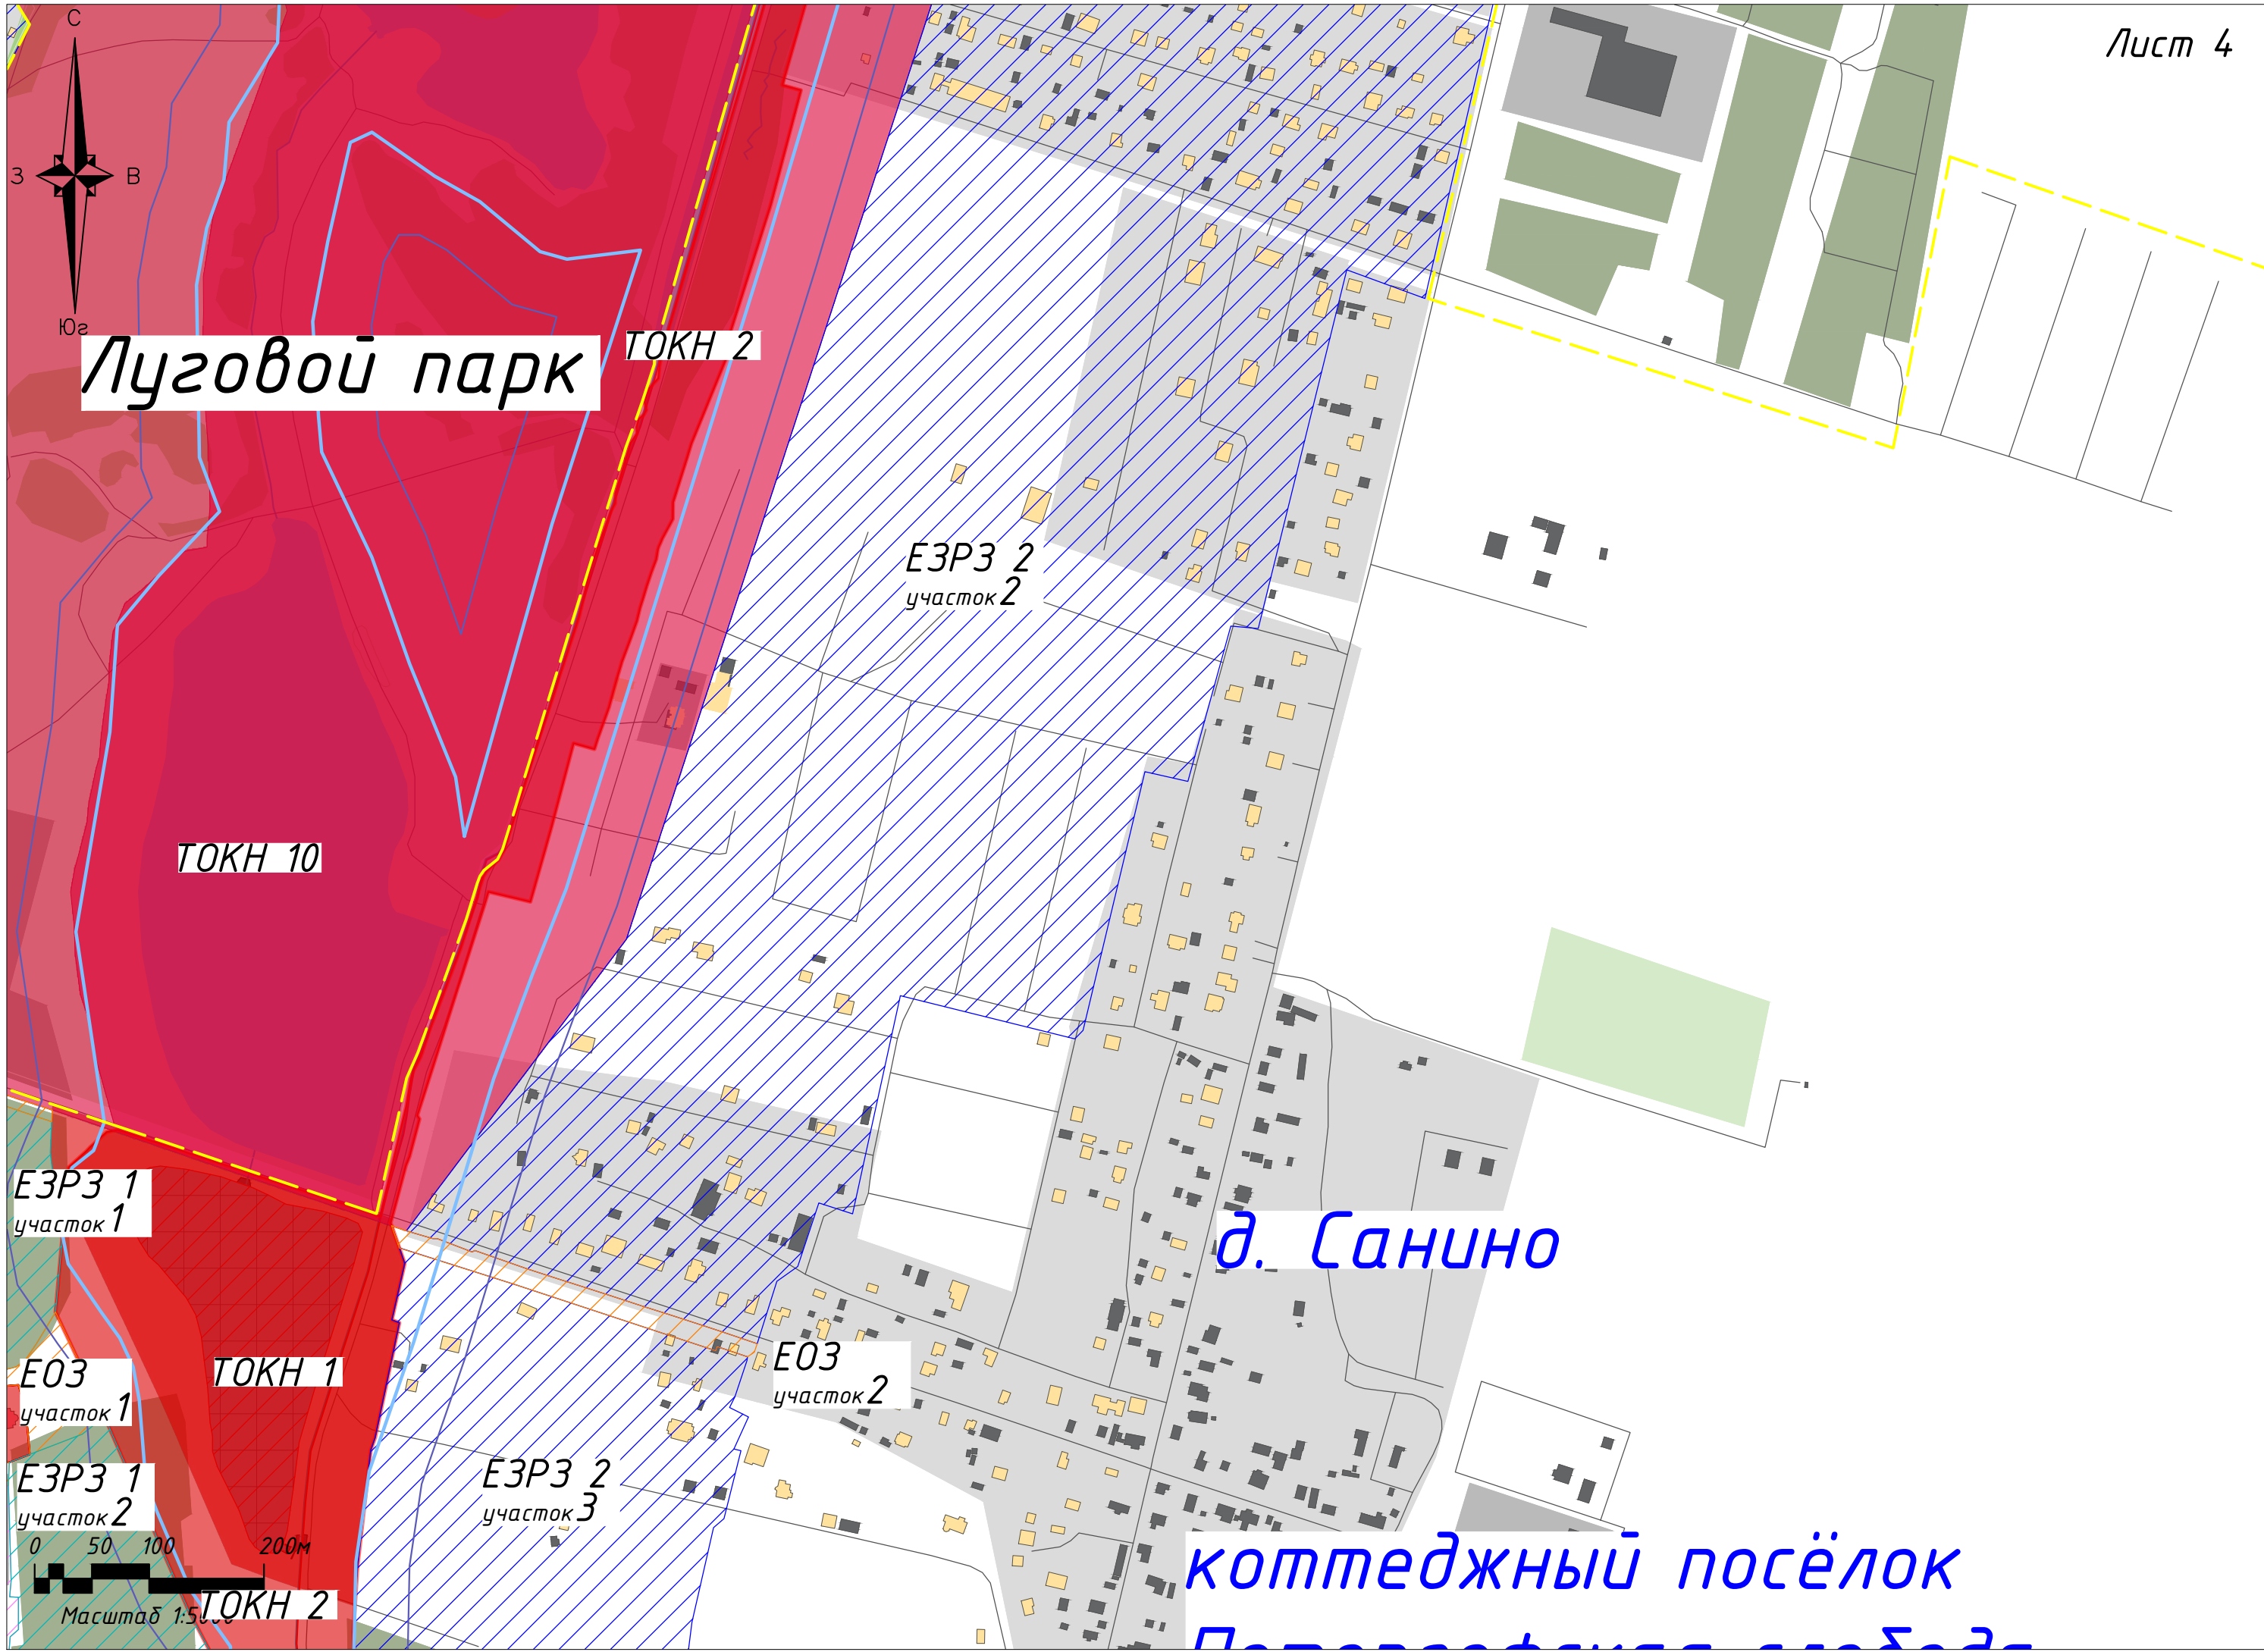 Лист 4
С
З
В
Юг
Луговой парк
ТОКН 2
ЕЗРЗ 2
участок 2
ТОКН 10
ЕЗРЗ 1
участок 1
д. Санино
ТОКН 1
ЕОЗ
участок 1
ЕОЗ
участок 2
ЕЗРЗ 1
участок 2
ЕЗРЗ 2
участок 3
0 50 100 200м
Масштаб 1:5000
ТОКН 2
коттеджный посёлок